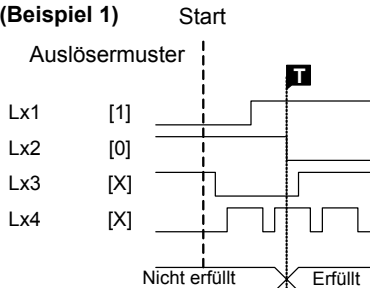 (Beispiel 1) Start
Auslösermuster
T
Lx1 [1]
Lx2 [0]
Lx3 [X]
Lx4 [X]
Nicht erfüllt Erfüllt